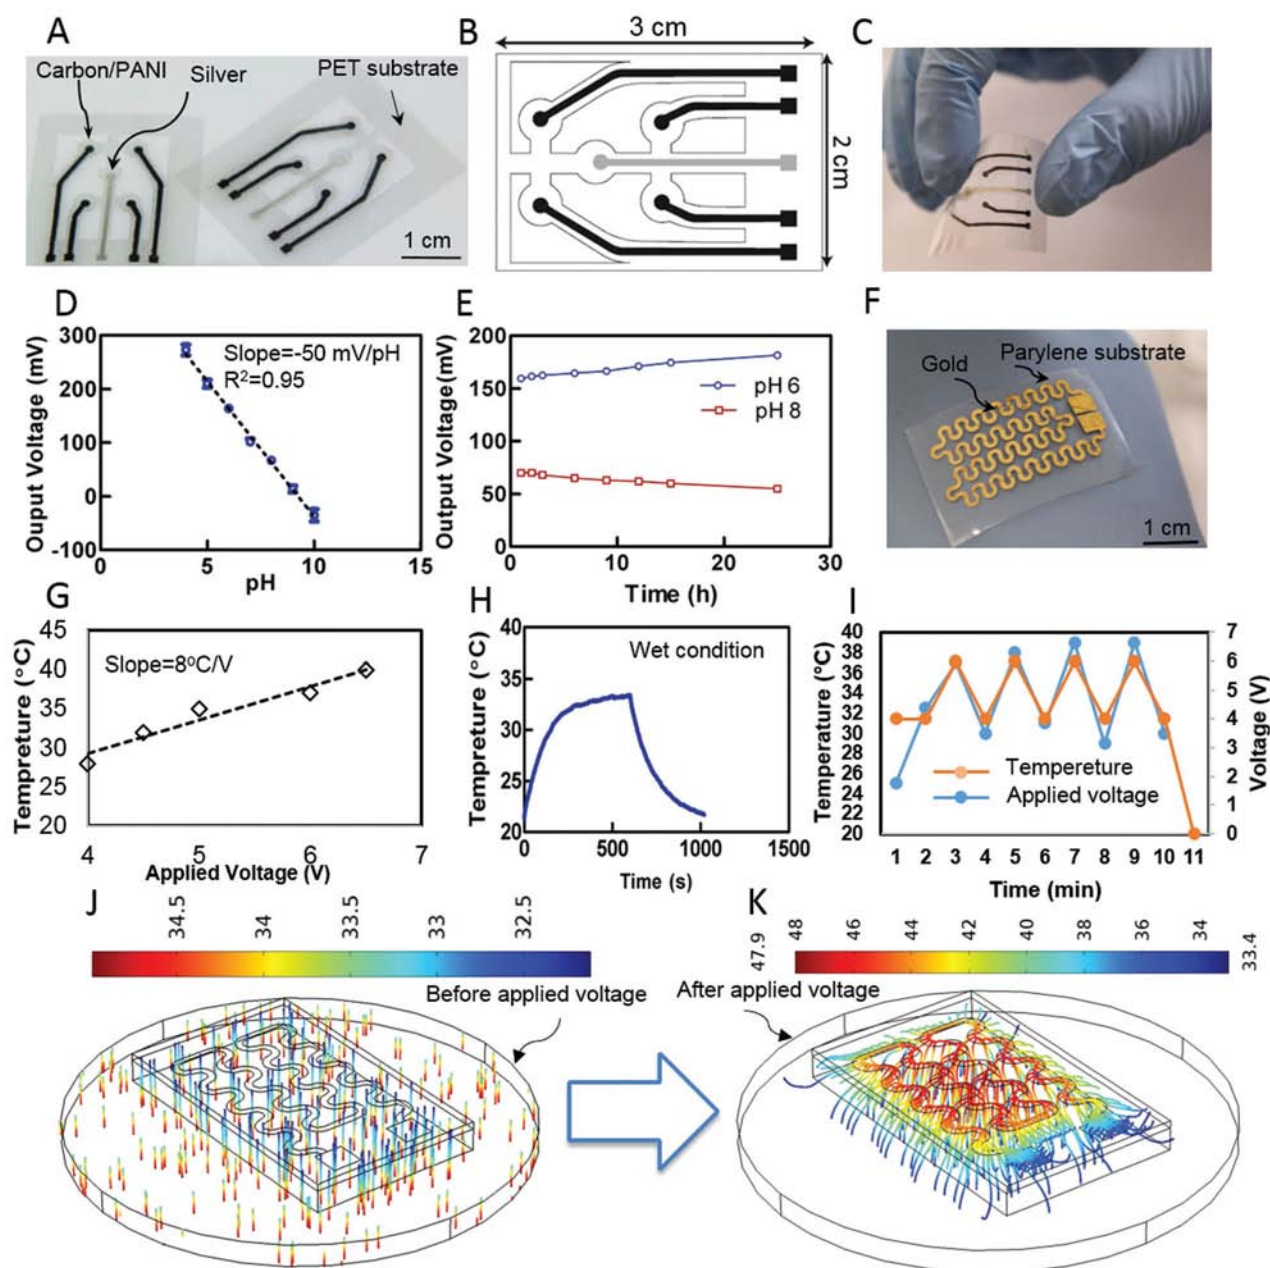 A
Carbon/PANI
Silver
PET substrate
1 cm
B
3 cm
2 cm
C
D
Ouput Voltage (mV)
300
200
100
0
-100
Slope=-50 mV/pH
R²=0.95
0
5
10
15
pH
E
Output Voltage(mV)
200
150
100
50
0
pH 6
pH 8
0
10
20
30
Time (h)
F
Gold
Parylene substrate
1 cm
G
Tempreture (°C)
45
40
35
30
25
20
Slope=8°C/V
4
5
6
7
Applied Voltage (V)
H
Tempreture (°C)
40
35
30
25
20
Wet condition
0
500
1000
1500
Time (s)
I
Temperature (°C)
40
38
36
34
32
30
28
26
24
22
20
Tempereture
Applied voltage
7
6
5
4
3
2
1
0
Voltage (V)
1 2 3 4 5 6 7 8 9 10 11
Time (min)
J
34.5
34
33.5
33
32.5
Before applied voltage
K
47.9
48
46
44
42
40
38
36
34
33.4
After applied voltage